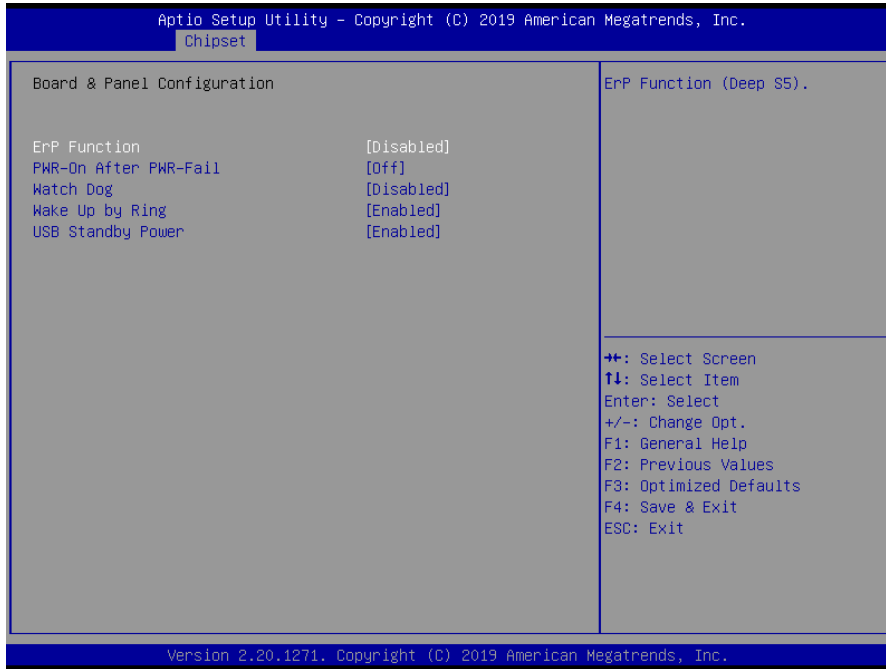 Aptio Setup Utility – Copyright (C) 2019 American Megatrends, Inc.
Chipset
Board & Panel Configuration
ErP Function [Disabled]
PWR-On After PWR-Fail [Off]
Watch Dog [Disabled]
Wake Up by Ring [Enabled]
USB Standby Power [Enabled]
ErP Function (Deep S5).
→←: Select Screen
↑↓: Select Item
Enter: Select
+/-: Change Opt.
F1: General Help
F2: Previous Values
F3: Optimized Defaults
F4: Save & Exit
ESC: Exit
Version 2.20.1271. Copyright (C) 2019 American Megatrends, Inc.